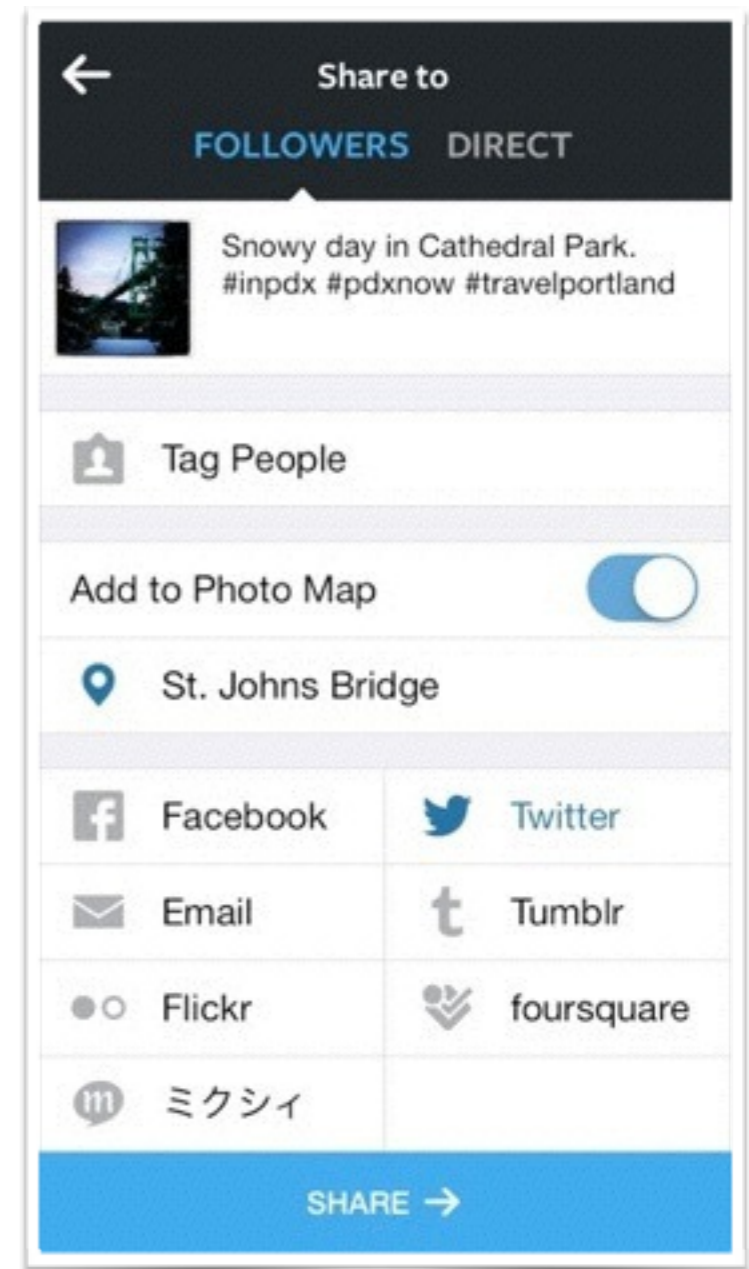 Share to
FOLLOWERS DIRECT
Snowy day in Cathedral Park.
#inpdx #pdxnow #travelportland
Tag People
Add to Photo Map
St. Johns Bridge
Facebook
Twitter
Email
Tumblr
Flickr
foursquare
ミクシィ
SHARE →